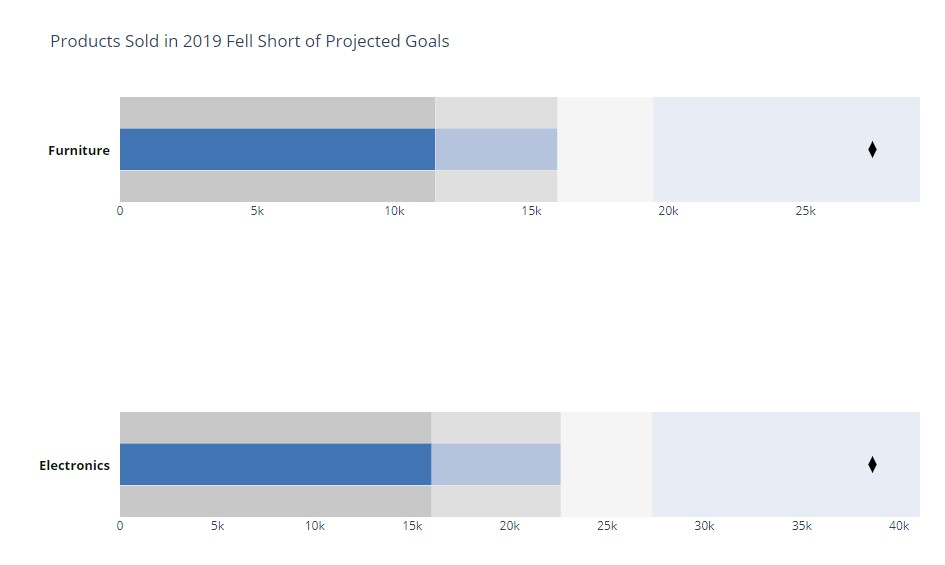 Products Sold in 2019 Fell Short of Projected Goals
Furniture
0 5k 10k 15k 20k 25k
Electronics
0 5k 10k 15k 20k 25k 30k 35k 40k